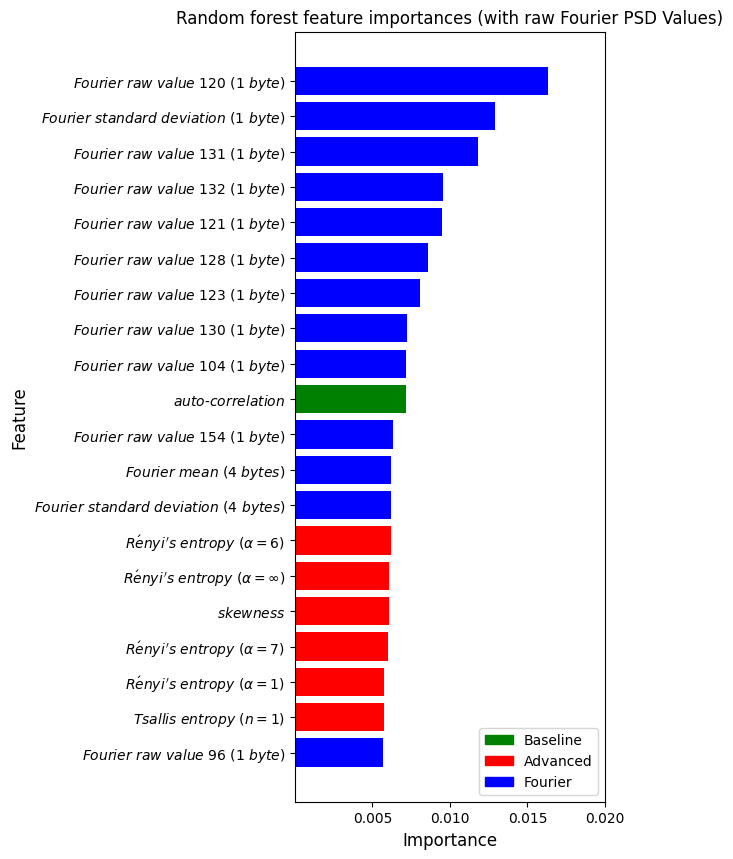 Random forest feature importances (with raw Fourier PSD Values)
Fourier raw value 120 (1 byte)
Fourier standard deviation (1 byte)
Fourier raw value 131 (1 byte)
Fourier raw value 132 (1 byte)
Fourier raw value 121 (1 byte)
Fourier raw value 128 (1 byte)
Fourier raw value 123 (1 byte)
Fourier raw value 130 (1 byte)
Fourier raw value 104 (1 byte)
auto-correlation
Fourier raw value 154 (1 byte)
Fourier mean (4 bytes)
Fourier standard deviation (4 bytes)
Rényi's entropy (α = 6)
Rényi's entropy (α = ∞)
skewness
Rényi's entropy (α = 7)
Rényi's entropy (α = 1)
Tsallis entropy (n = 1)
Fourier raw value 96 (1 byte)
Feature
Baseline
Advanced
Fourier
0.005 0.010 0.015 0.020
Importance